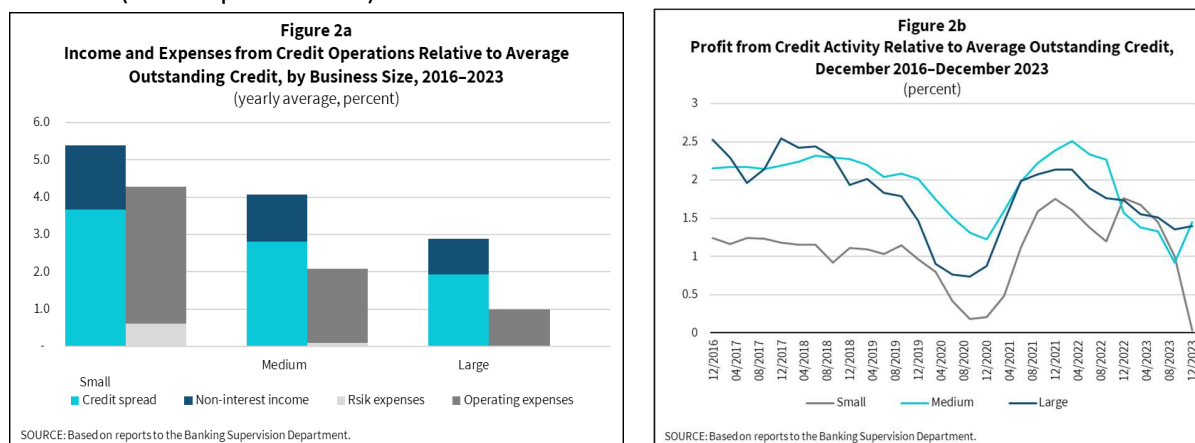 Figure 2a
Income and Expenses from Credit Operations Relative to Average
Outstanding Credit, by Business Size, 2016–2023
(yearly average, percent)
6.0
5.0
4.0
3.0
2.0
1.0
-
Small
Medium
Large
Credit spread
Non-interest income
Rsik expenses
Operating expenses
SOURCE: Based on reports to the Banking Supervision Department.
Figure 2b
Profit from Credit Activity Relative to Average Outstanding Credit,
December 2016–December 2023
(percent)
3
2.5
2
1.5
1
0.5
0
12/2016
04/2017
08/2017
12/2017
04/2018
08/2018
12/2018
04/2019
08/2019
12/2019
04/2020
08/2020
12/2020
04/2021
08/2021
12/2021
04/2022
08/2022
12/2022
04/2023
08/2023
12/2023
Small
Medium
Large
SOURCE: Based on reports to the Banking Supervision Department.